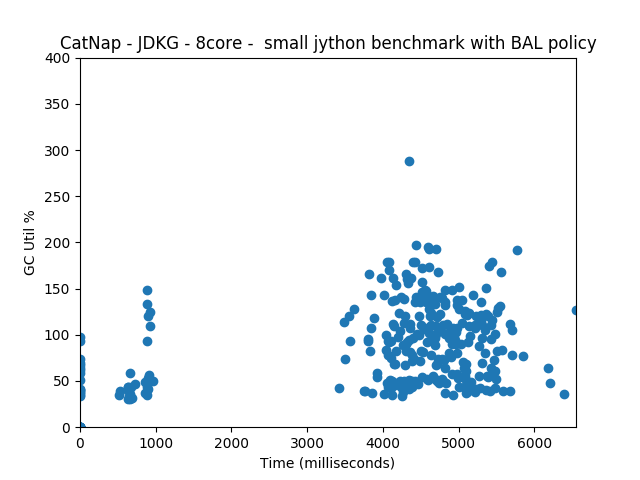 CatNap - JDKG - 8core -  small jython benchmark with BAL policy
400
350
300
250
200
150
100
50
0
GC Util %
0 1000 2000 3000 4000 5000 6000
Time (milliseconds)